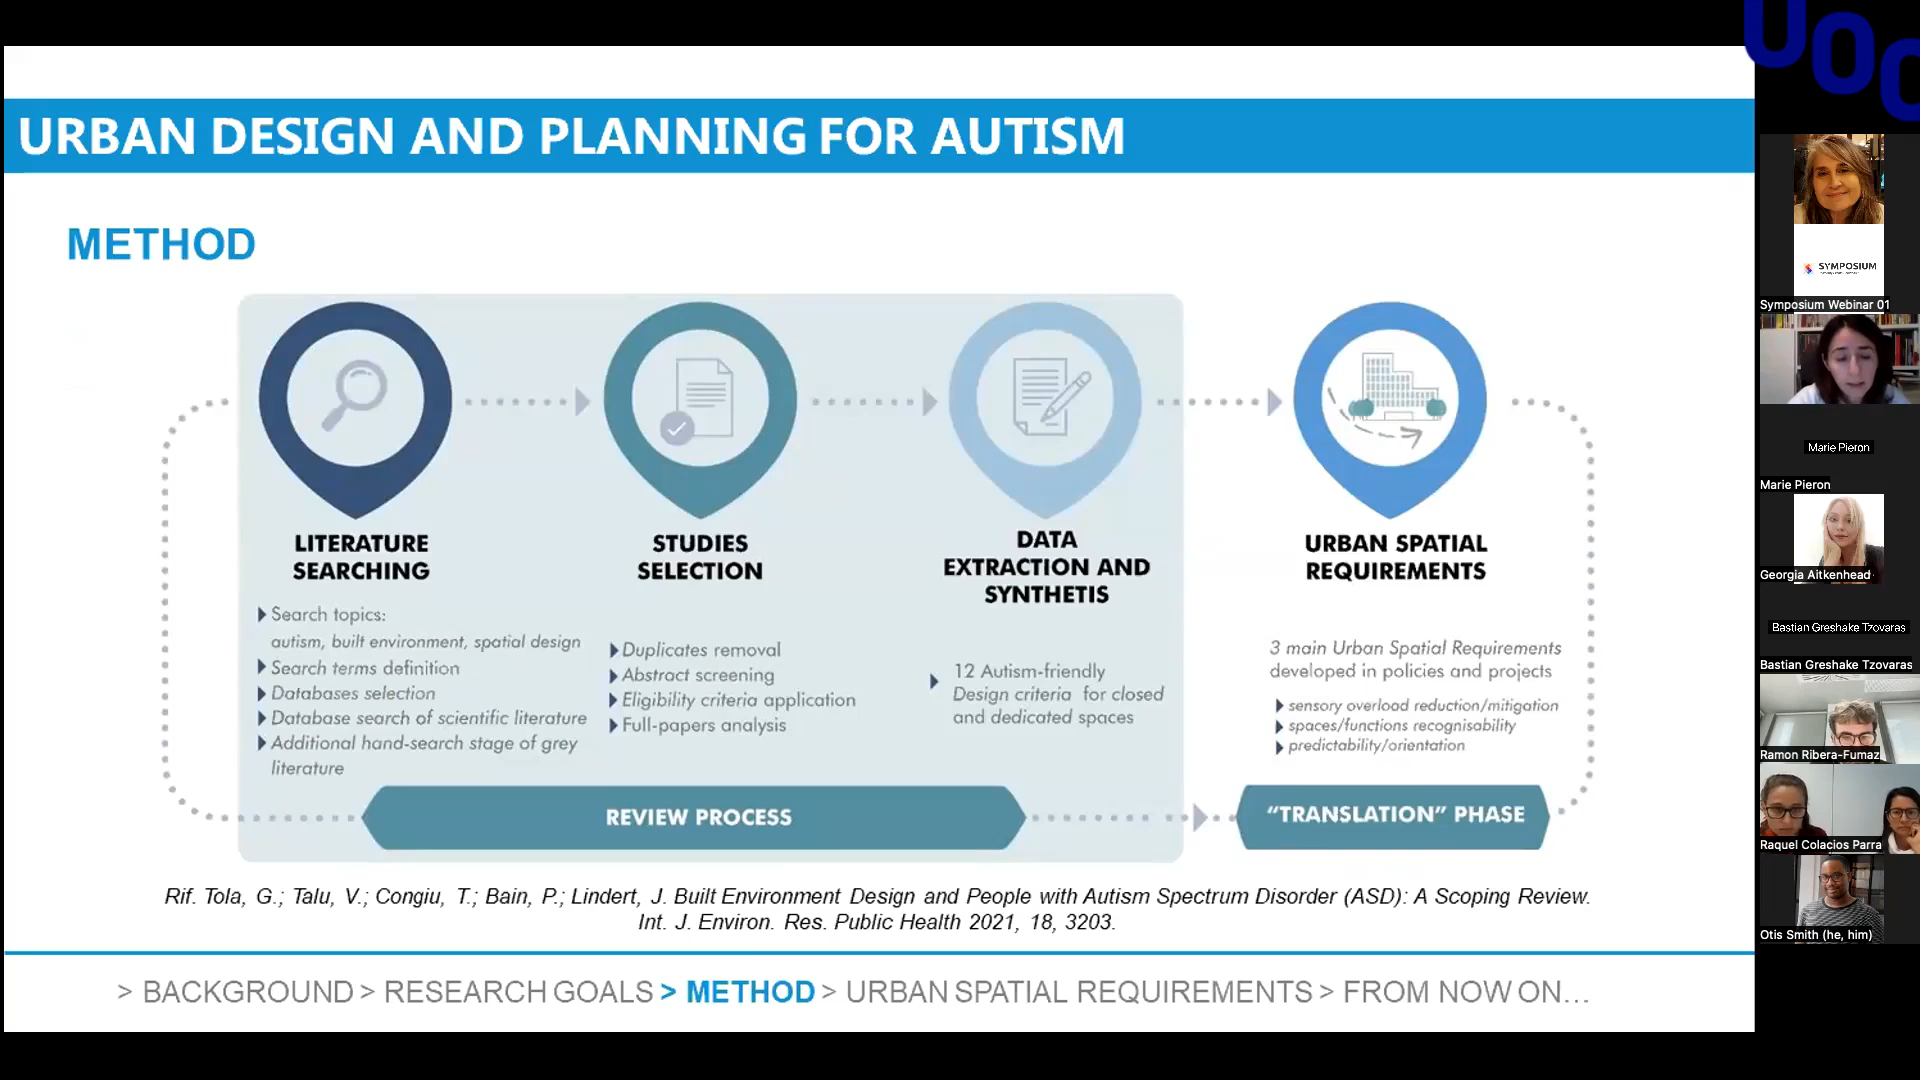 UOC
URBAN DESIGN AND PLANNING FOR AUTISM
METHOD
LITERATURE
SEARCHING
Search topics:
autism, built environment, spatial design
Search terms definition
Databases selection
Database search of scientific literature
Additional hand-search stage of grey
literature
STUDIES
SELECTION
Duplicates removal
Abstract screening
Eligibility criteria application
Full-papers analysis
DATA
EXTRACTION AND
SYNTHETIS
12 Autism-friendly
Design criteria for closed
and dedicated spaces
URBAN SPATIAL
REQUIREMENTS
3 main Urban Spatial Requirements
developed in policies and projects
sensory overload reduction/mitigation
spaces/functions recognisability
predictability/orientation
REVIEW PROCESS
“TRANSLATION” PHASE
Rif. Tola, G.; Talu, V.; Congiu, T.; Bain, P.; Lindert, J. Built Environment Design and People with Autism Spectrum Disorder (ASD): A Scoping Review.
Int. J. Environ. Res. Public Health 2021, 18, 3203.
> BACKGROUND > RESEARCH GOALS > METHOD > URBAN SPATIAL REQUIREMENTS > FROM NOW ON...
SYMPOSIUM
Symposium Webinar 01
Marie Pieron
Marie Pieron
Georgia Aitkenhead
Bastian Greshake Tzovaras
Bastian Greshake Tzovaras
Ramon Ribera-Fumaz
Raquel Colacios Parra
Otis Smith (he, him)